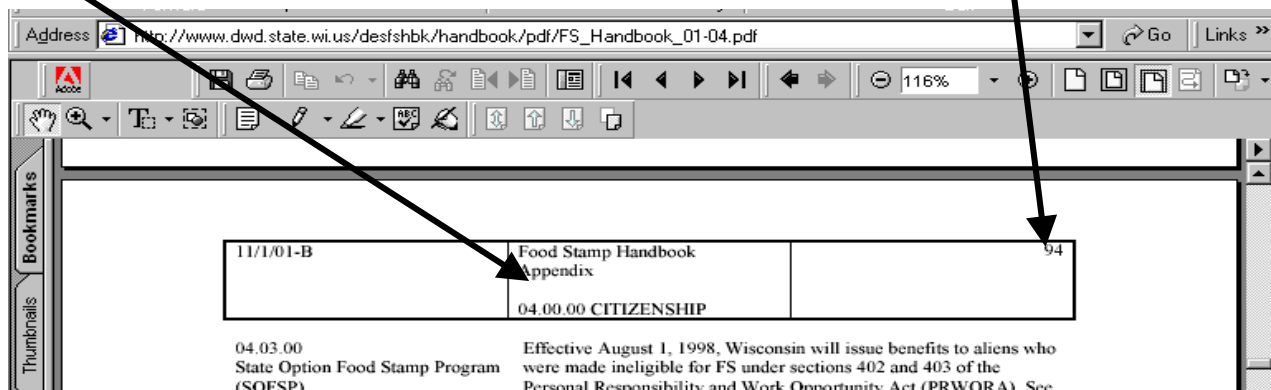 Address http://www.dwd.state.wi.us/desfshbk/handbook/pdf/FS_Handbook_01-04.pdf Go Links »
Adobe 116%
Bookmarks
Thumbnails
11/1/01-B Food Stamp Handbook 94
Appendix
04.00.00 CITIZENSHIP
04.03.00 Effective August 1, 1998, Wisconsin will issue benefits to aliens who
State Option Food Stamp Program were made ineligible for FS under sections 402 and 403 of the
(SOFSP) Personal Responsibility and Work Opportunity Act (PRWORA). See